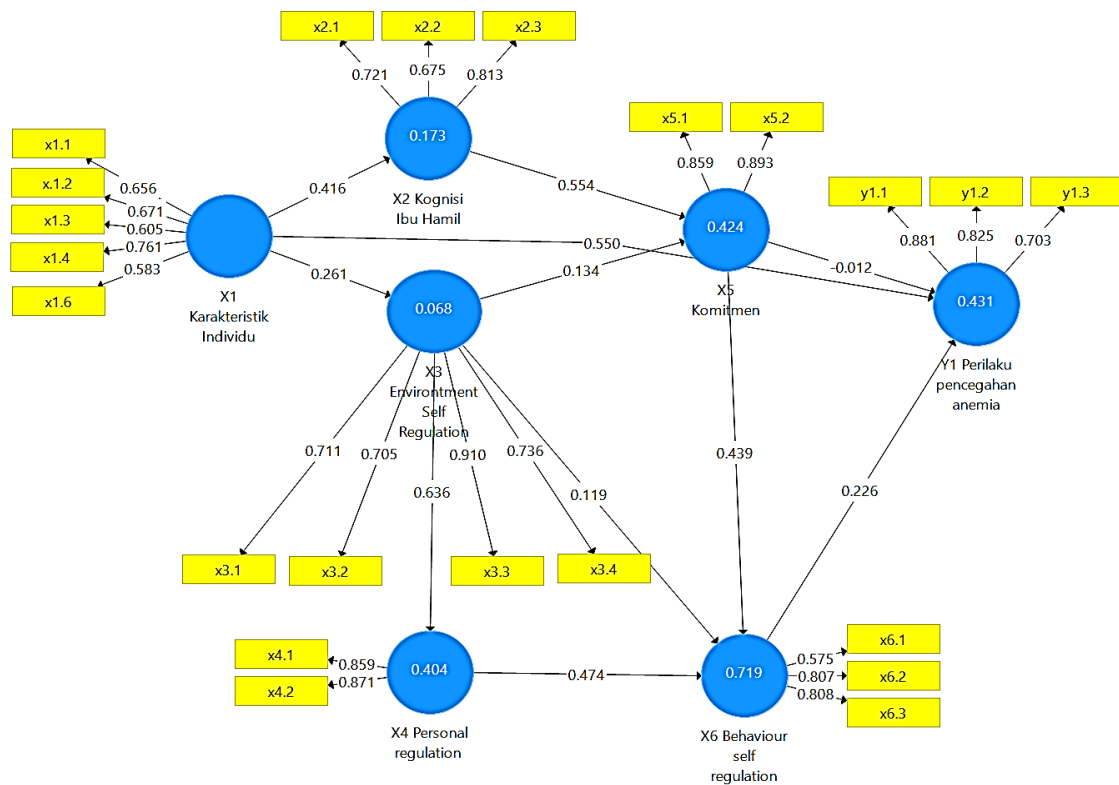 x2.1
x2.2
x2.3
0.721
0.675
0.813
0.173
X2 Kognisi
Ibu Hamil
x1.1
x.1.2
x1.3
x1.4
x1.6
0.656
0.671
0.605
0.761
0.583
X1
Karakteristik
Individu
0.416
0.261
0.550
0.554
0.134
x5.1
x5.2
0.859
0.893
0.424
X5
Komitmen
-0.012
y1.1
y1.2
y1.3
0.881
0.825
0.703
0.431
Y1 Perilaku
pencegahan
anemia
0.068
X3
Environtment
Self
Regulation
0.711
0.705
0.636
0.910
0.736
0.119
0.439
0.226
x3.1
x3.2
x3.3
x3.4
x4.1
x4.2
0.859
0.871
0.404
X4 Personal
regulation
0.474
0.719
X6 Behaviour
self
regulation
0.575
0.807
0.808
x6.1
x6.2
x6.3